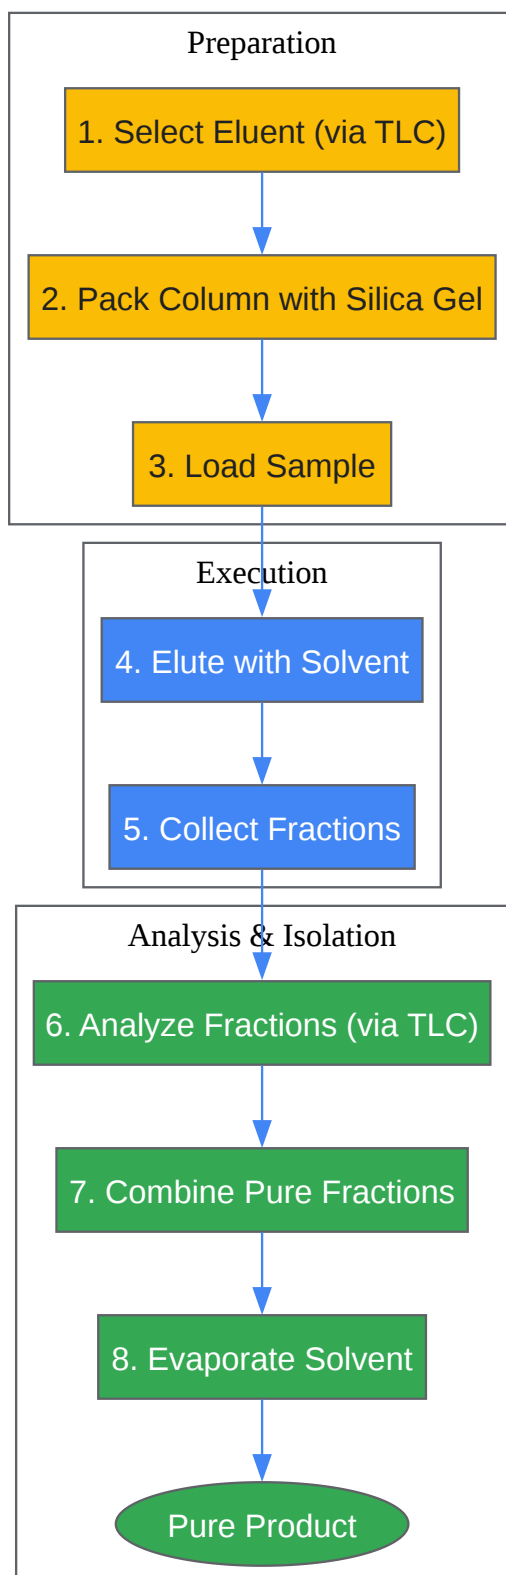 Preparation
1. Select Eluent (via TLC)
2. Pack Column with Silica Gel
3. Load Sample
Execution
4. Elute with Solvent
5. Collect Fractions
Analysis & Isolation
6. Analyze Fractions (via TLC)
7. Combine Pure Fractions
8. Evaporate Solvent
Pure Product